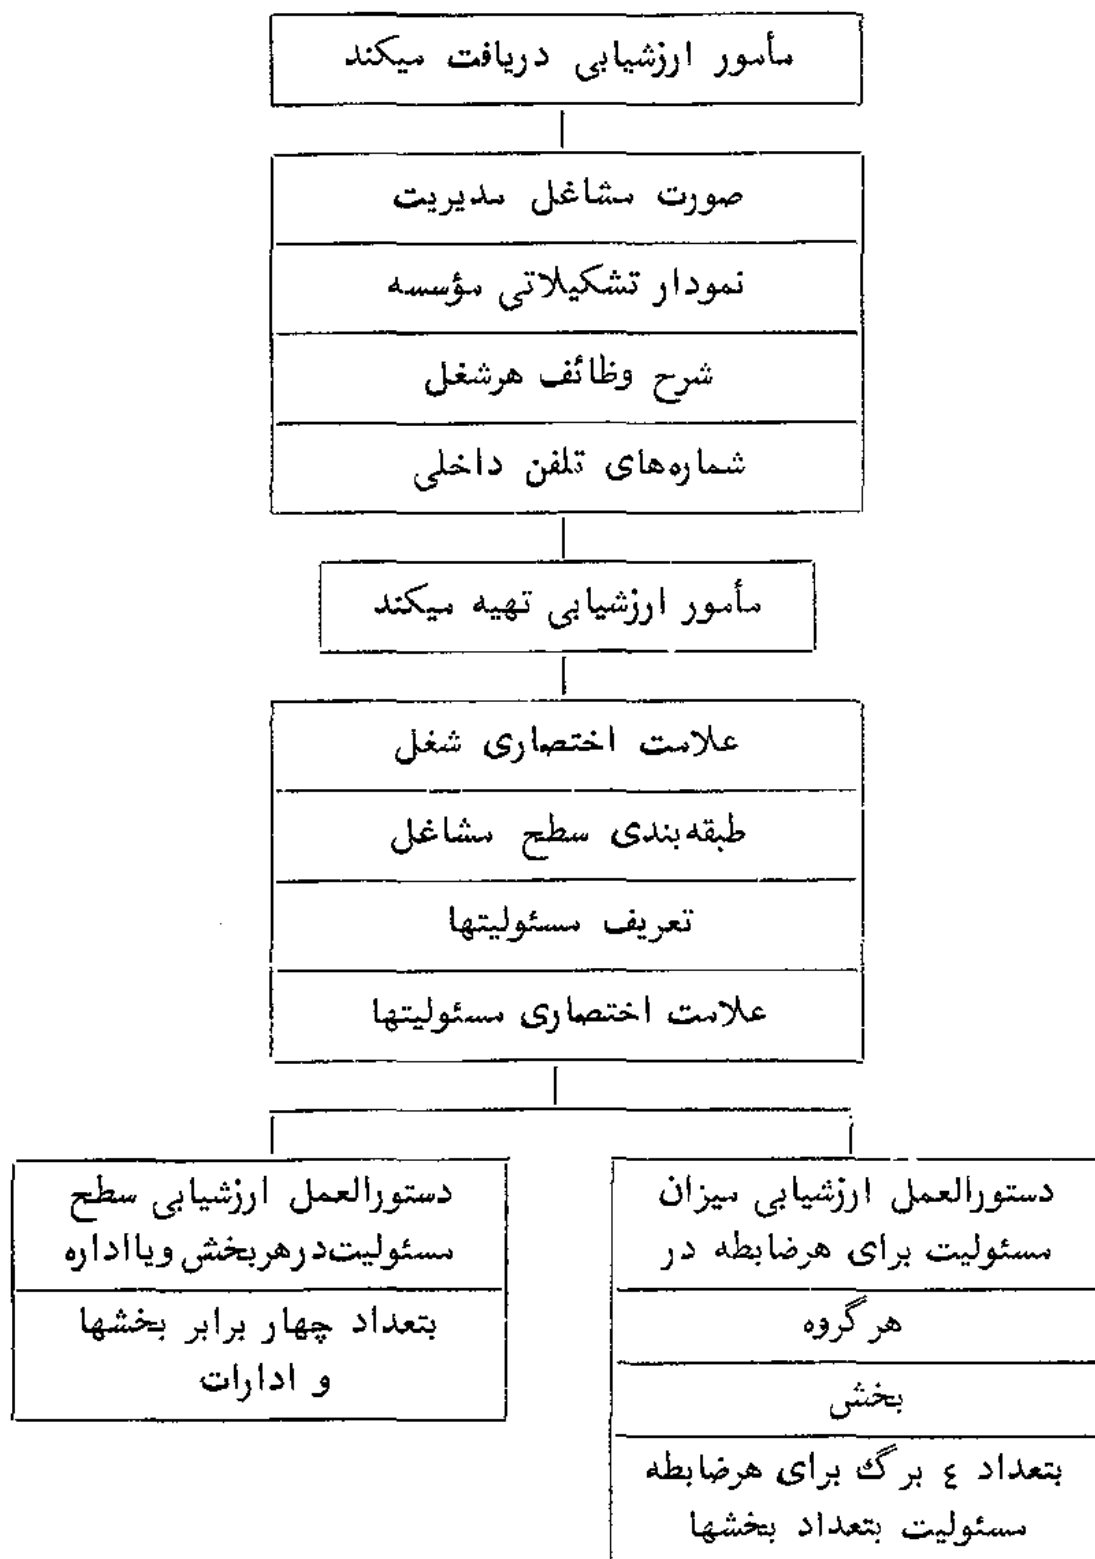 مأمور ارزشیابی دریافت میکند
صورت مشاغل مدیریت
نمودار تشکیلاتی مؤسسه
شرح وظائف هرشغل
شماره‌های تلفن داخلی
مأمور ارزشیابی تهیه میکند
علامت اختصاری شغل
طبقه‌بندی سطح مشاغل
تعریف مسئولیتها
علامت اختصاری مسئولیتها
دستورالعمل ارزشیابی میزان
مسئولیت برای هرضابطه در
هر گروه
بخش
بتعداد ٤ برگ برای هرضابطه
مسئولیت بتعداد بخشها
دستورالعمل ارزشیابی سطح
مسئولیت‌در‌هربخش ویااداره
بتعداد چهار برابر بخشها
و ادارات